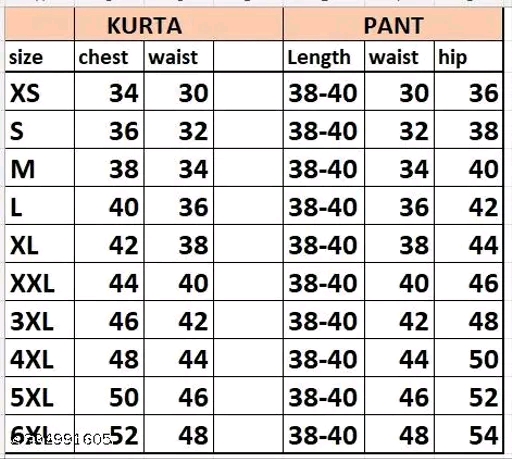 KURTA PANT
size chest waist Length waist hip
XS 34 30 38-40 30 36
S 36 32 38-40 32 38
M 38 34 38-40 34 40
L 40 36 38-40 36 42
XL 42 38 38-40 38 44
XXL 44 40 38-40 40 46
3XL 46 42 38-40 42 48
4XL 48 44 38-40 44 50
5XL 50 46 38-40 46 52
6XL 52 48 38-40 48 54